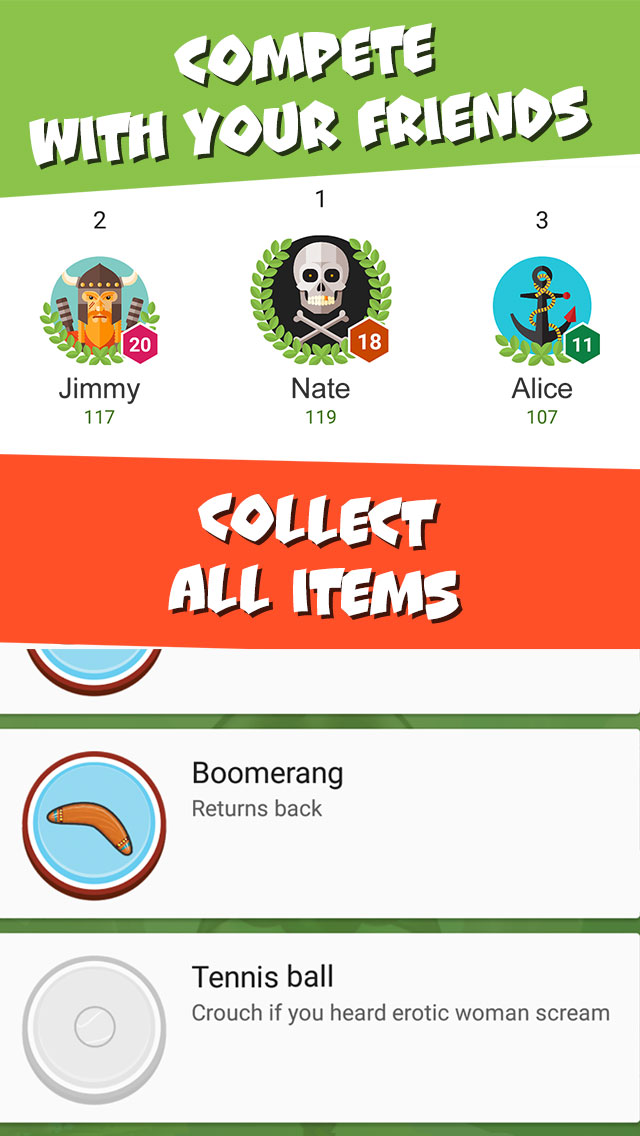 COMPETE
WITH YOUR FRIENDS
1
2
3
20
18
11
Jimmy
Nate
Alice
117
119
107
COLLECT
ALL ITEMS
Boomerang
Returns back
Tennis ball
Crouch if you heard erotic woman scream